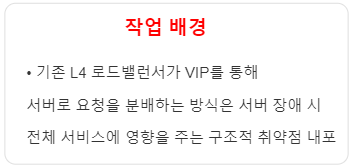 작업 배경
• 기존 L4 로드밸런서가 VIP를 통해
서버로 요청을 분배하는 방식은 서버 장애 시
전체 서비스에 영향을 주는 구조적 취약점 내포